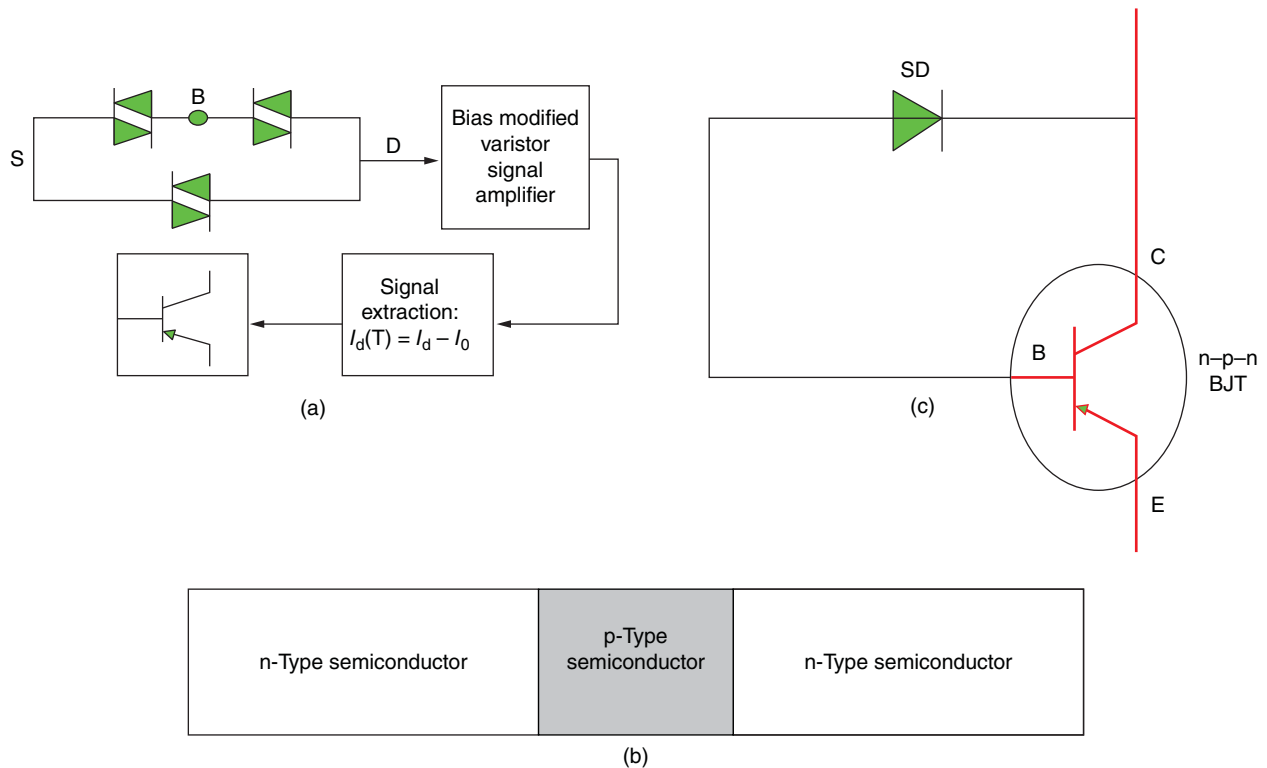 B
S
D
Bias modified
varistor
signal
amplifier
Signal
extraction:
I_d(T) = I_d – I_0
(a)
SD
C
B
n–p–n
BJT
(c)
E
n-Type semiconductor
p-Type
semiconductor
n-Type semiconductor
(b)